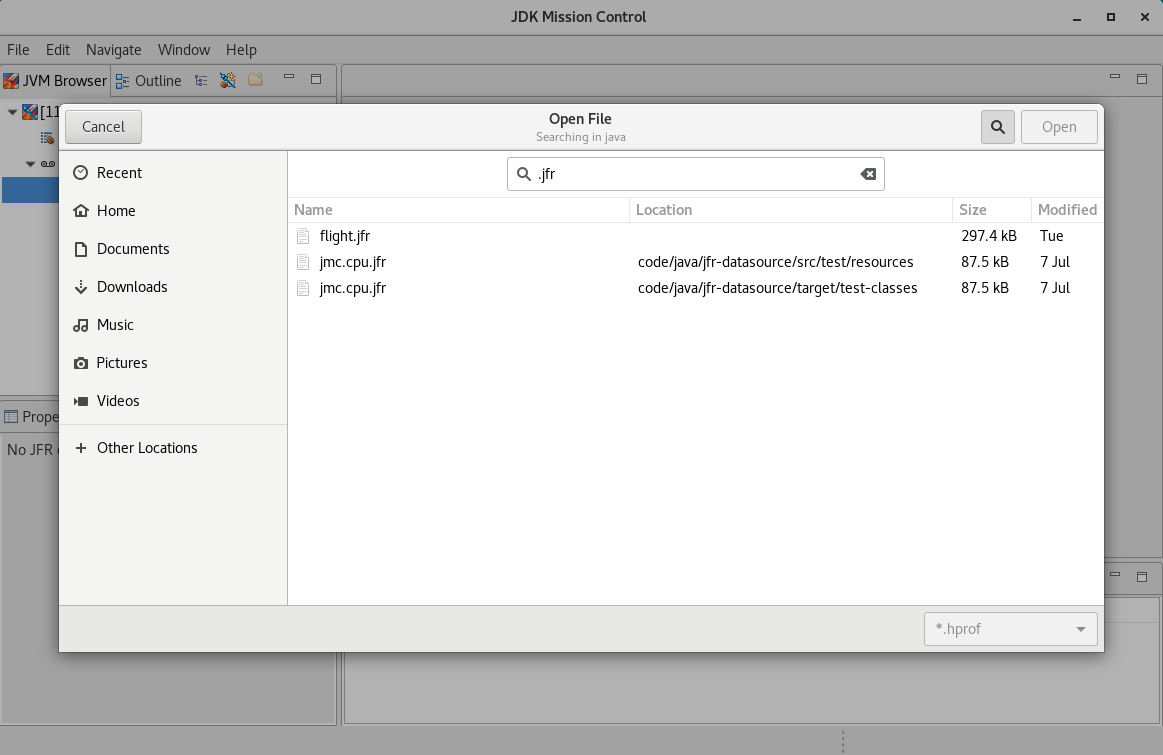 JDK Mission Control
File Edit Navigate Window Help
JVM Browser Outline
[11
Cancel
Open File
Searching in java
Open
Recent
Home
Documents
Downloads
Music
Pictures
Videos
Other Locations
.jfr
Name Location Size Modified
flight.jfr 297.4 kB Tue
jmc.cpu.jfr code/java/jfr-datasource/src/test/resources 87.5 kB 7 Jul
jmc.cpu.jfr code/java/jfr-datasource/target/test-classes 87.5 kB 7 Jul
Prope
No JFR
*.hprof